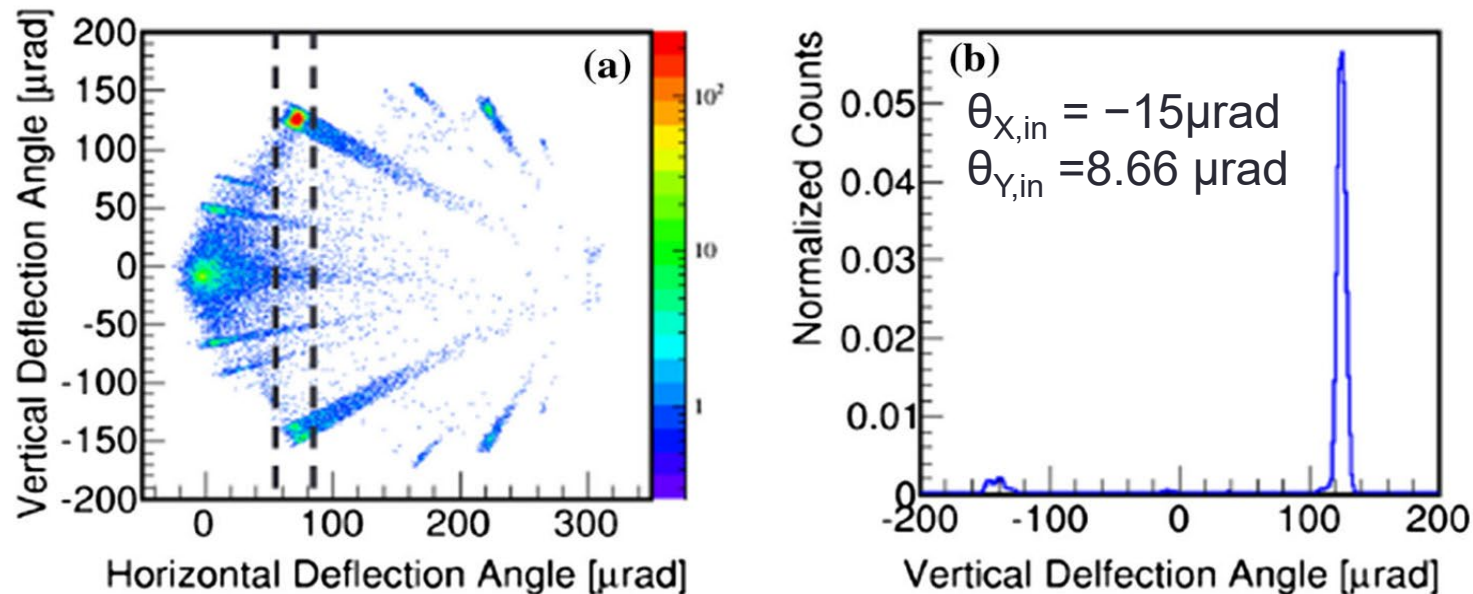 Vertical Deflection Angle [μrad]
200
150
100
50
0
-50
-100
-150
-200
(a)
10²
10
1
0 100 200 300
Horizontal Deflection Angle [μrad]
Normalized Counts
0.05
0.04
0.03
0.02
0.01
0
(b)
θX,in = −15μrad
θY,in =8.66 μrad
-200 -100 0 100 200
Vertical Delfection Angle [μrad]